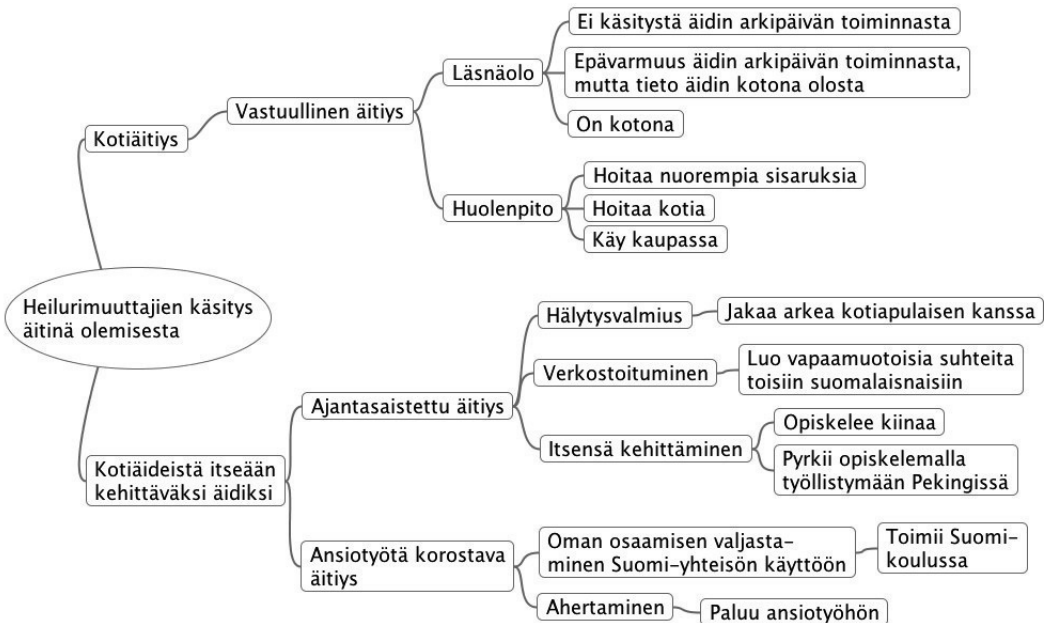 Ei käsitystä äidin arkipäivän toiminnasta
Läsnäolo
Epävarmuus äidin arkipäivän toiminnasta,
mutta tieto äidin kotona olosta
Vastuullinen äitiys
On kotona
Kotiäitiys
Hoitaa nuorempia sisaruksia
Huolenpito
Hoitaa kotia
Käy kaupassa
Heilurimuuttajien käsitys
äitinä olemisesta
Hälytysvalmius
Jakaa arkea kotiapulaisen kanssa
Verkostoituminen
Luo vapaamuotoisia suhteita
toisiin suomalaisnaisiin
Ajantasaistettu äitiys
Opiskelee kiinaa
Itsensä kehittäminen
Pyrkii opiskelemalla
työllistymään Pekingissä
Kotiäideistä itseään
kehittäväksi äidiksi
Ansiotyötä korostava
äitiys
Oman osaamisen valjasta-
minen Suomi-yhteisön käyttöön
Toimii Suomi-
koulussa
Ahertaminen
Paluu ansiotyöhön